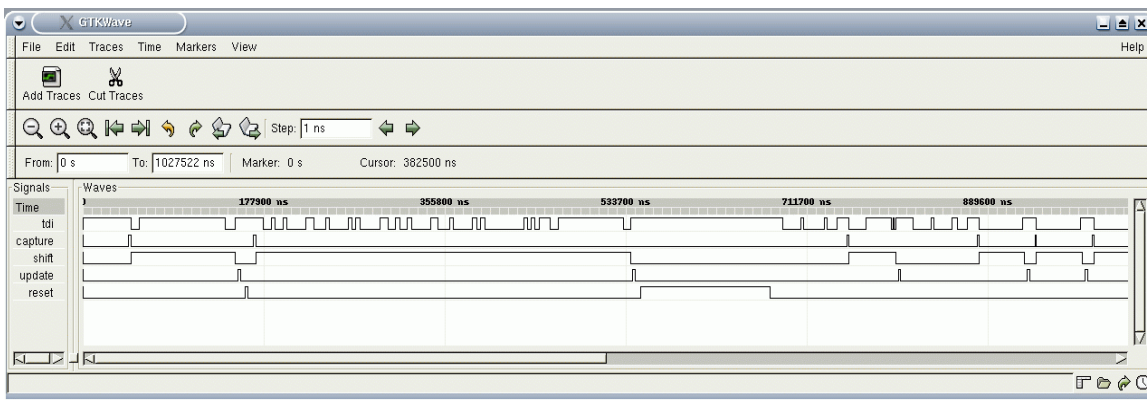 GTKWave
File Edit Traces Time Markers View Help
Add Traces Cut Traces
Step: 1 ns
From: 0 s To: 1027522 ns Marker: 0 s Cursor: 382500 ns
Signals Waves
Time
177900 ns 355800 ns 533700 ns 711700 ns 889600 ns
tdi
capture
shift
update
reset